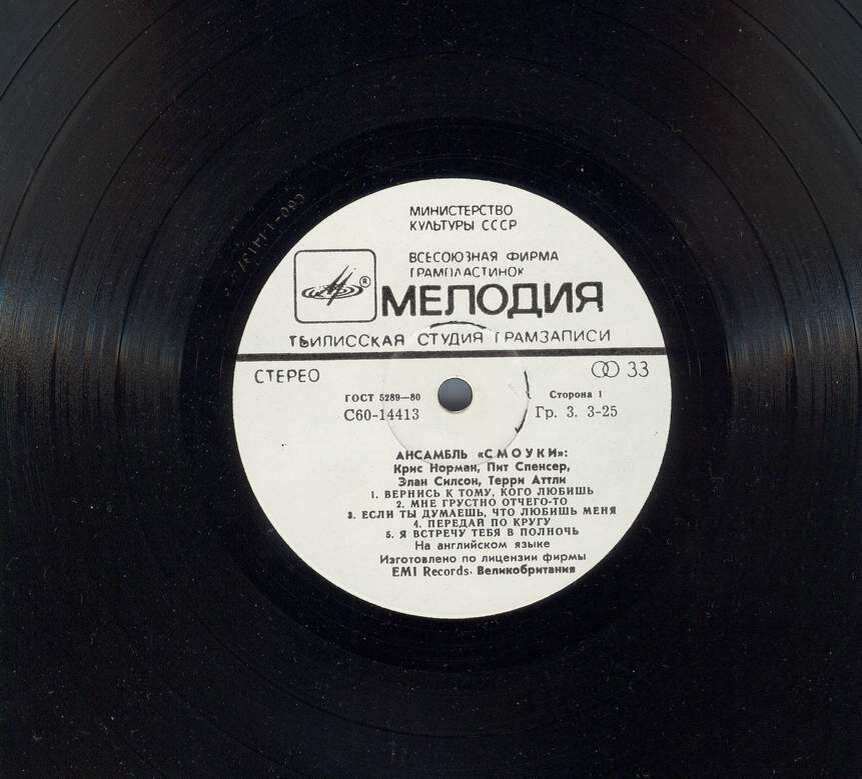 МИНИСТЕРСТВО
КУЛЬТУРЫ СССР
ВСЕСОЮЗНАЯ ФИРМА
ГРАМПЛАСТИНОК
МЕЛОДИЯ
ТБИЛИССКАЯ СТУДИЯ ГРАМЗАПИСИ
СТЕРЕО
33
ГОСТ 5289—80
С60-14413
Сторона 1
Гр. 3. 3-25
АНСАМБЛЬ «СМОУКИ»:
Крис Норман, Пит Спенсер,
Элан Силсон, Терри Аттли
1. ВЕРНИСЬ К ТОМУ, КОГО ЛЮБИШЬ
2. МНЕ ГРУСТНО ОТЧЕГО-ТО
3. ЕСЛИ ТЫ ДУМАЕШЬ, ЧТО ЛЮБИШЬ МЕНЯ
4. ПЕРЕДАЙ ПО КРУГУ
5. Я ВСТРЕЧУ ТЕБЯ В ПОЛНОЧЬ
На английском языке
Изготовлено по лицензии фирмы
EMI Records· Великобритания